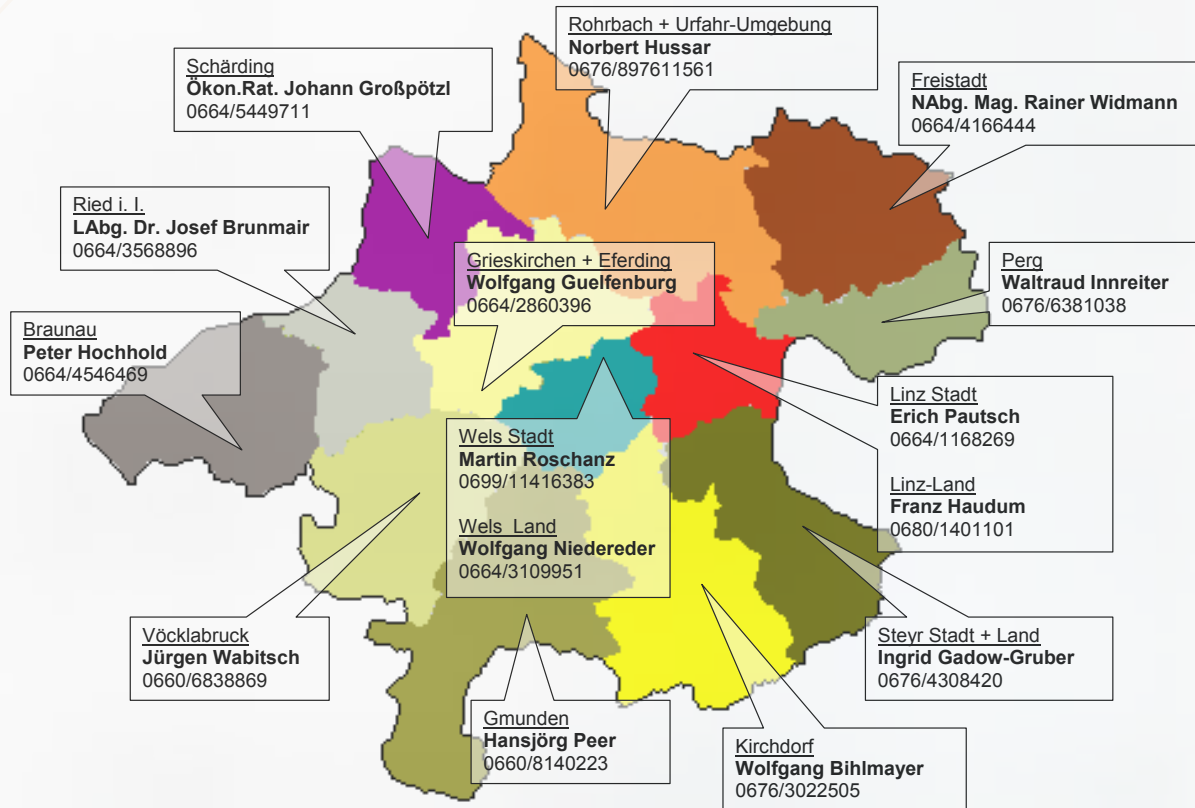 Rohrbach + Urfahr-Umgebung
Norbert Hussar
0676/897611561
Schärding
Ökon.Rat. Johann Großpötzl
0664/5449711
Freistadt
NAbg. Mag. Rainer Widmann
0664/4166444
Ried i. I.
LAbg. Dr. Josef Brunmair
0664/3568896
Grieskirchen + Eferding
Wolfgang Guelfenburg
0664/2860396
Perg
Waltraud Innreiter
0676/6381038
Braunau
Peter Hochhold
0664/4546469
Linz Stadt
Erich Pautsch
0664/1168269
Linz-Land
Franz Haudum
0680/1401101
Wels Stadt
Martin Roschanz
0699/11416383
Wels Land
Wolfgang Niedereder
0664/3109951
Vöcklabruck
Jürgen Wabitsch
0660/6838869
Steyr Stadt + Land
Ingrid Gadow-Gruber
0676/4308420
Gmunden
Hansjörg Peer
0660/8140223
Kirchdorf
Wolfgang Bihlmayer
0676/3022505